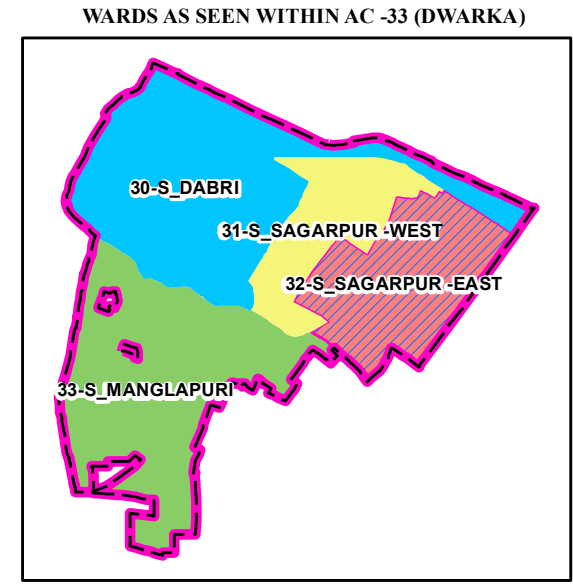 WARDS AS SEEN WITHIN AC -33 (DWARKA)
30-S_DABRI
31-S_SAGARPUR -WEST
32-S_SAGARPUR -EAST
33-S_MANGLAPURI